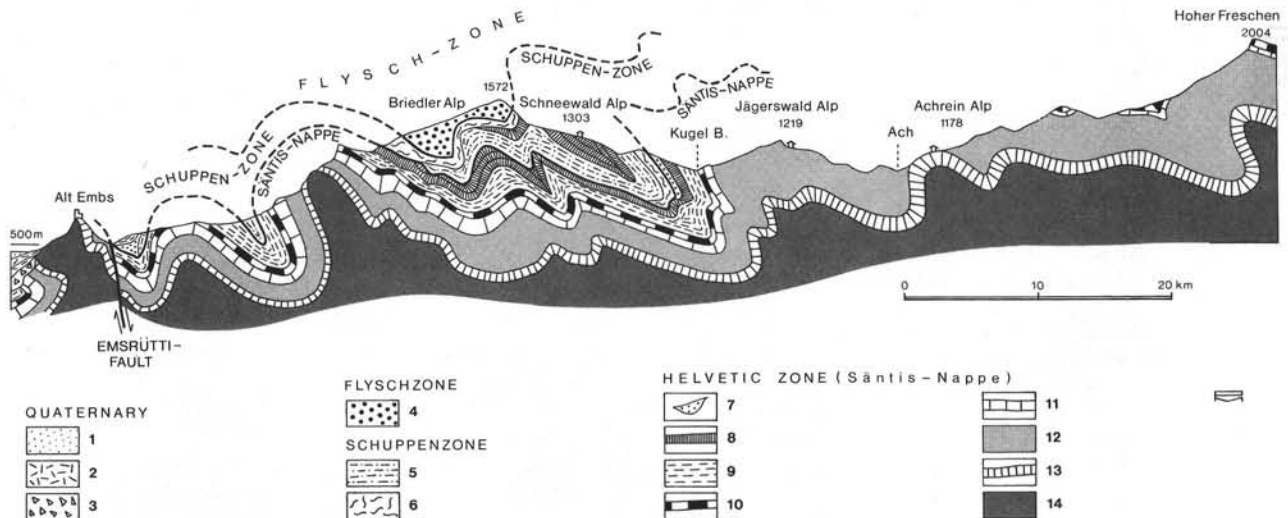 Hoher Freschen
2004
FLYSCH-ZONE
SCHUPPEN-ZONE
SÄNTIS-NAPPE
1572
Briedler Alp
Schneewald Alp
1303
Jägerswald Alp
1219
Achrein Alp
1178
Kugel B.
Ach
SCHUPPEN-ZONE
SÄNTIS-NAPPE
Alt Embs
500m
0 10 20 km
EMSRÜTTI-
FAULT
QUATERNARY
1
2
3
FLYSCHZONE
4
SCHUPPENZONE
5
6
HELVETIC ZONE (Säntis-Nappe)
7
8
9
10
11
12
13
14